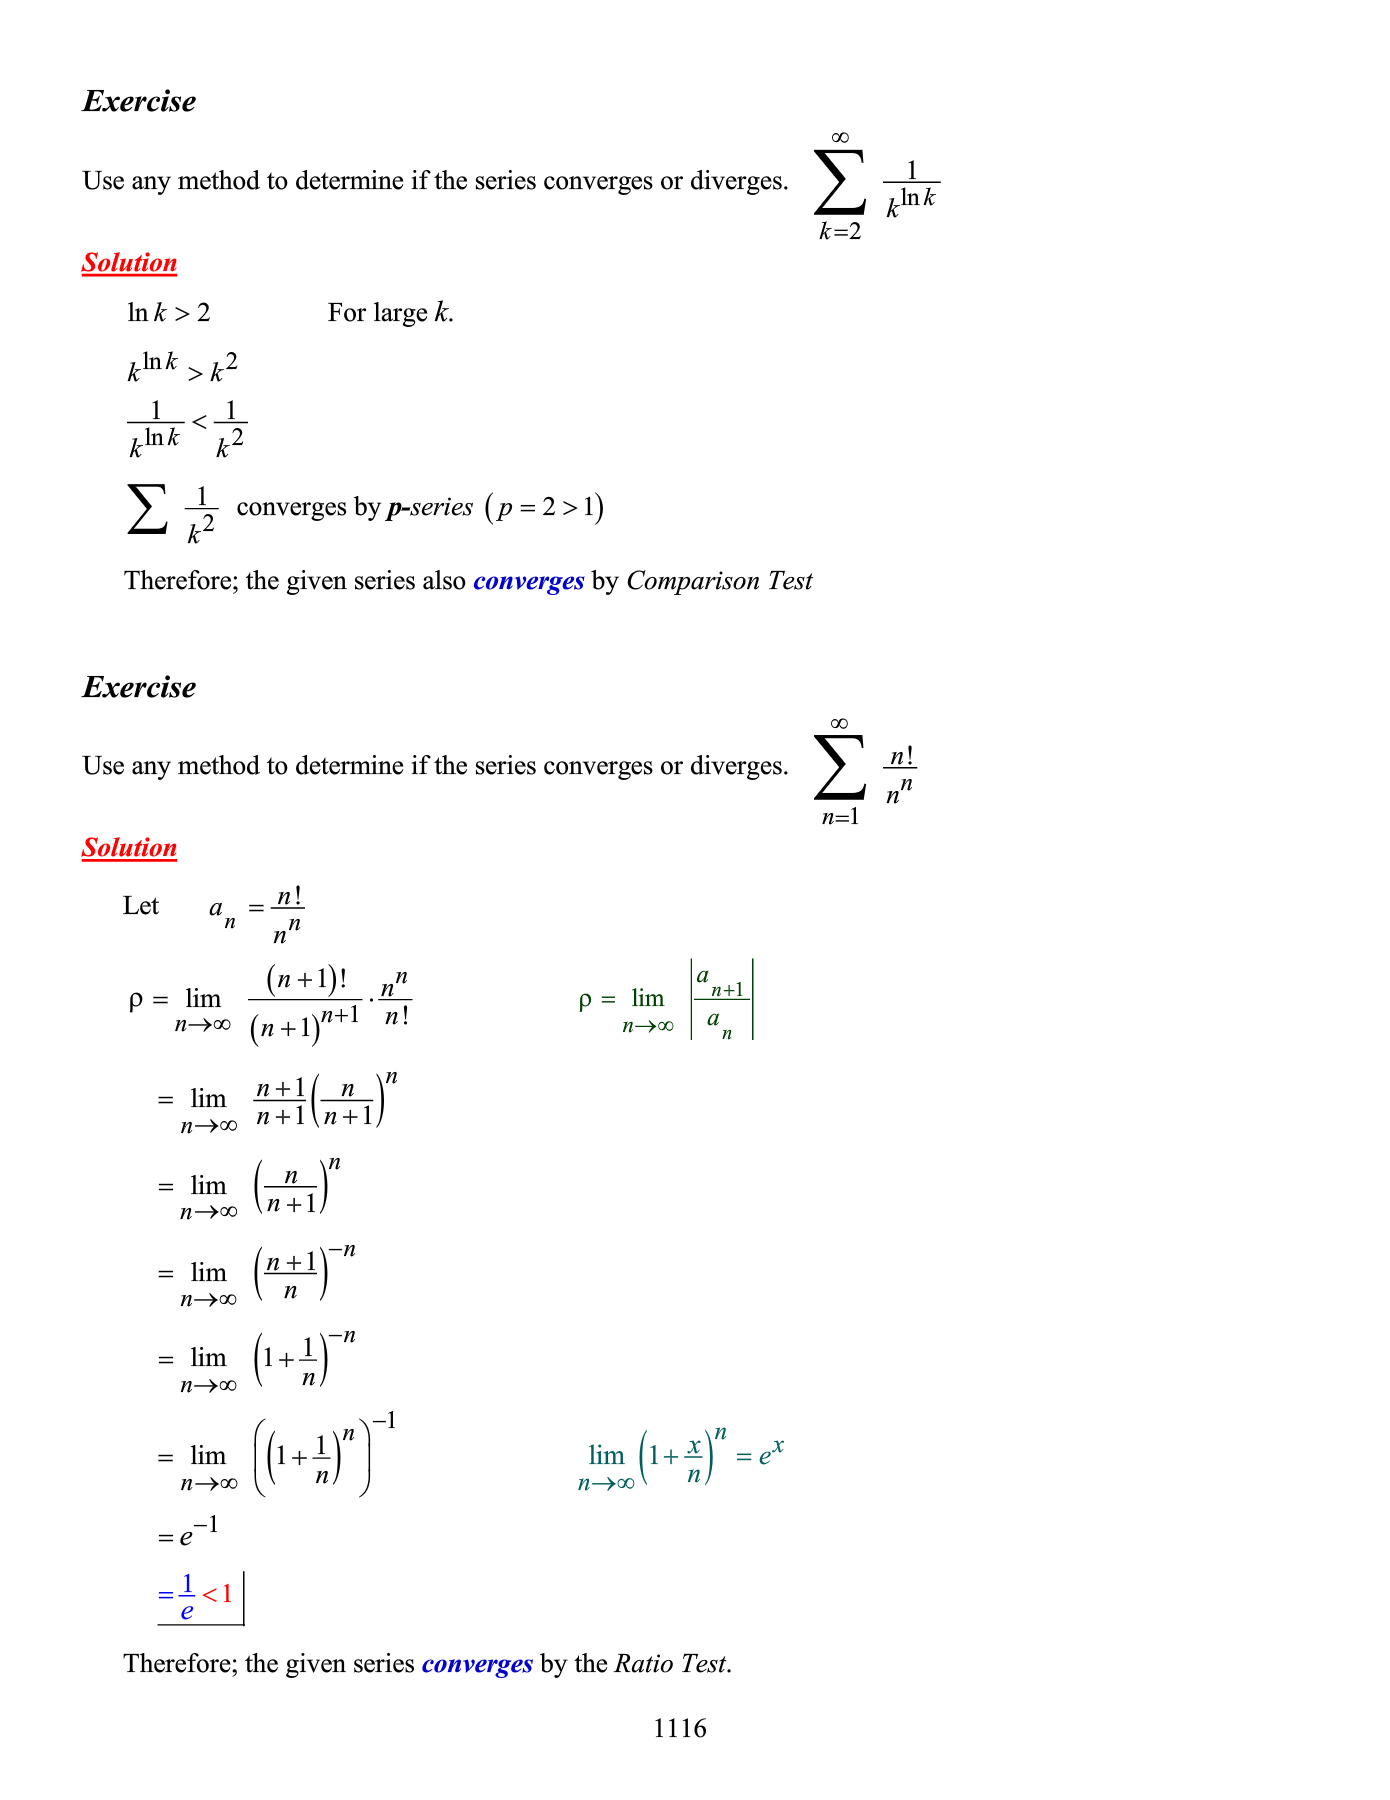 Exercise
Use any method to determine if the series converges or diverges. $\sum_{k=2}^{\infty} \frac{1}{k^{\ln k}}$
Solution
$\ln k > 2$ For large $k$.
$k^{\ln k} > k^2$
$\frac{1}{k^{\ln k}} < \frac{1}{k^2}$
$\sum \frac{1}{k^2}$ converges by p-series $(p = 2 > 1)$
Therefore; the given series also converges by Comparison Test
Exercise
Use any method to determine if the series converges or diverges. $\sum_{n=1}^{\infty} \frac{n!}{n^n}$
Solution
Let $a_n = \frac{n!}{n^n}$
$\rho = \lim_{n \to \infty} \frac{(n+1)!}{(n+1)^{n+1}} \cdot \frac{n^n}{n!}$ $\rho = \lim_{n \to \infty} \left| \frac{a_{n+1}}{a_n} \right|$
$= \lim_{n \to \infty} \frac{n+1}{n+1} \left( \frac{n}{n+1} \right)^n$
$= \lim_{n \to \infty} \left( \frac{n}{n+1} \right)^n$
$= \lim_{n \to \infty} \left( \frac{n+1}{n} \right)^{-n}$
$= \lim_{n \to \infty} \left( 1 + \frac{1}{n} \right)^{-n}$
$= \lim_{n \to \infty} \left( \left( 1 + \frac{1}{n} \right)^n \right)^{-1}$ $\lim_{n \to \infty} \left( 1 + \frac{x}{n} \right)^n = e^x$
$= e^{-1}$
$= \frac{1}{e} < 1$
Therefore; the given series converges by the Ratio Test.
1116